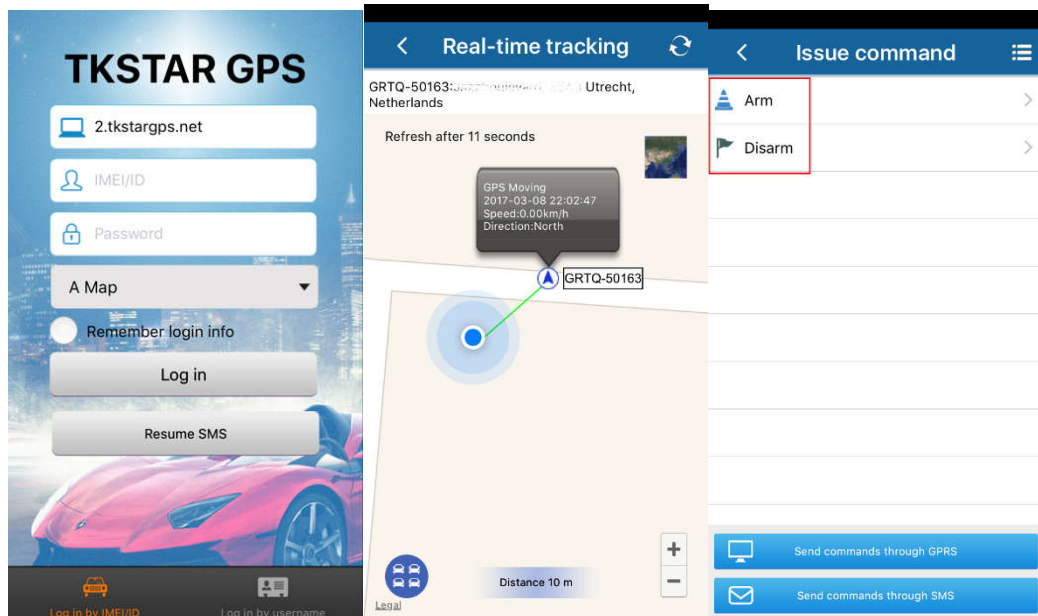 TKSTAR GPS
2.tkstargps.net
IMEI/ID
Password
A Map
Remember login info
Log in
Resume SMS
Log in by IMEI/ID
Log in by username
Real-time tracking
GRTQ-50163: Utrecht,
Netherlands
Refresh after 11 seconds
GPS Moving
2017-03-08 22:02:47
Speed:0.00km/h
Direction:North
GRTQ-50163
+
−
Distance 10 m
Legal
Issue command
Arm
Disarm
Send commands through GPRS
Send commands through SMS